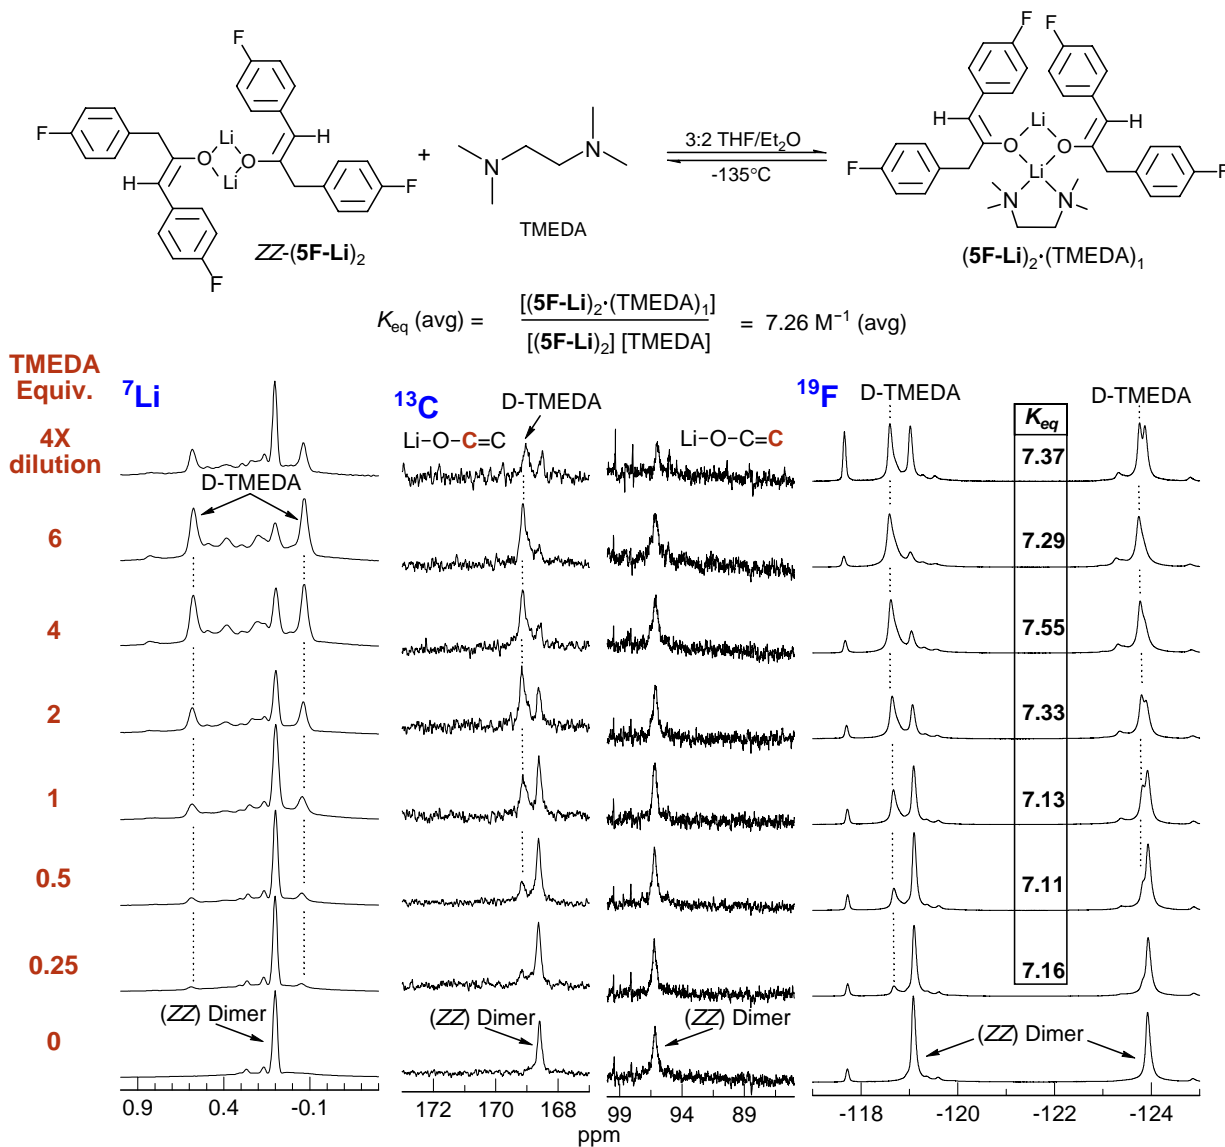 F
F
F
F
F
F
F
F
Li
O
O
Li
H
H
+
N
N
TMEDA
3:2 THF/Et₂O
-135°C
H
H
Li
O
O
Li
N
N
ZZ-(5F-Li)₂
(5F-Li)₂·(TMEDA)₁
Keq (avg) = [(5F-Li)₂·(TMEDA)₁] = 7.26 M⁻¹ (avg)
[(5F-Li)₂] [TMEDA]
TMEDA
Equiv.
⁷Li
¹³C
¹⁹F
D-TMEDA
D-TMEDA
D-TMEDA
Li-O-C=C
Li-O-C=C
Keq
4X
dilution
7.37
D-TMEDA
6
7.29
4
7.55
2
7.33
1
7.13
0.5
7.11
0.25
7.16
0
(ZZ) Dimer
(ZZ) Dimer
(ZZ) Dimer
(ZZ) Dimer
0.9 0.4 -0.1
172 169 168
99 94 89
-118 -120 -122 -124
ppm